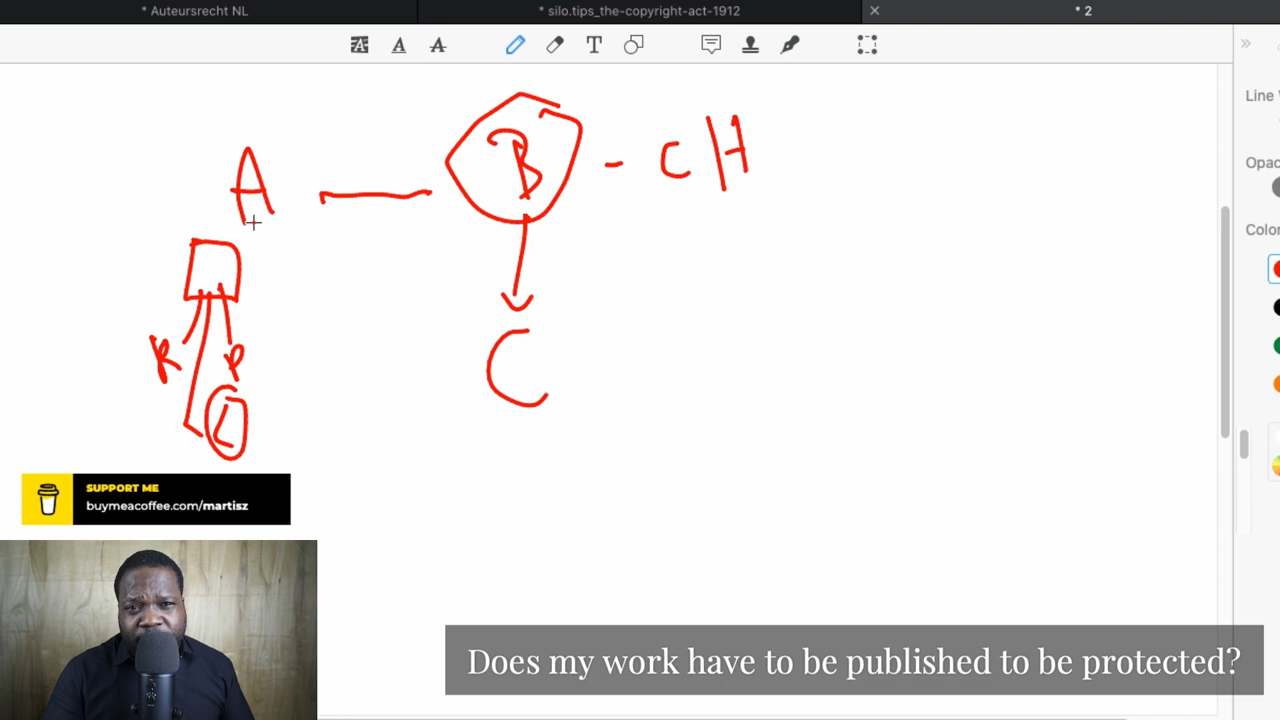 * Auteursrecht NL
* silo.tips_the-copyright-act-1912
* 2
A A A T
Line
Opac
Color
A
B - C H
C
R
P
C
SUPPORT ME
buymeacoffee.com/martisz
Does my work have to be published to be protected?